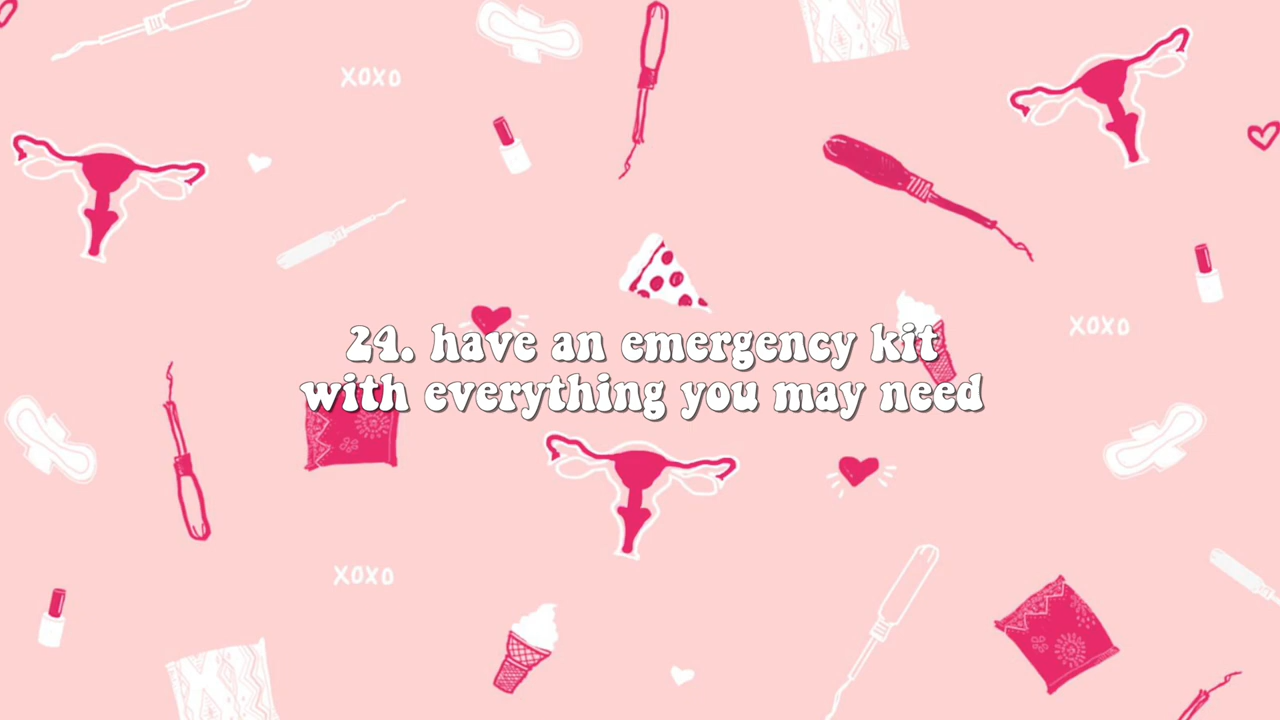 XOXO
XOXO
24. have an emergency kit
with everything you may need
XOXO